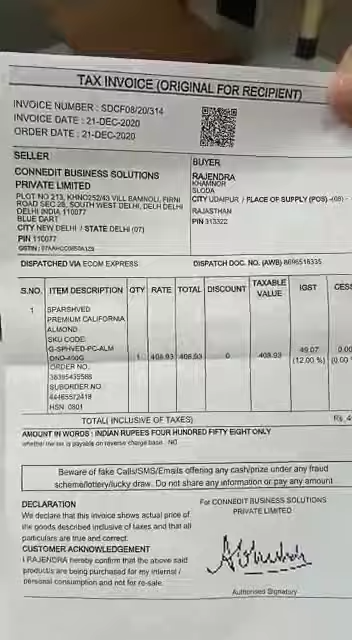 TAX INVOICE (ORIGINAL FOR RECIPIENT)
INVOICE NUMBER : SDCF08/20/314
INVOICE DATE : 21-DEC-2020
ORDER DATE : 21-DEC-2020
SELLER
CONNEDIT BUSINESS SOLUTIONS
PRIVATE LIMITED
PLOT NO 213, KHNO252/43 VILL BAMNOLI, FIRNI
ROAD SEC 28, SOUTH WEST DELHI, DELH DELHI
DELHI INDIA 110077
BLUE DART
CITY NEW DELHI / STATE DELHI (07)
PIN 110077
BUYER
RAJENDRA
KHAMNOR
SLODA
CITY UDAIPUR / PLACE OF SUPPLY (POS) -(08) -
RAJASTHAN
PIN 313322
DISPATCHED VIA ECOM EXPRESS
DISPATCH DOC. NO. (AWB) 8696518335
S.NO. ITEM DESCRIPTION QTY RATE TOTAL DISCOUNT TAXABLE VALUE IGST CESS
1 SPARSHVED
PREMIUM CALIFORNIA
ALMOND
SKU CODE:
G-SPHVED-PC-ALM
OND-400G 1 408.93 408.93 0 408.93 49.07 0.00
(12.00 %) (0.00
ORDER NO.
SUBORDER NO
44465572419
HSN 0801
TOTAL( INCLUSIVE OF TAXES) Rs.
AMOUNT IN WORDS : INDIAN RUPEES FOUR HUNDRED FIFTY EIGHT ONLY
whether the tax is payable on reverse charge base : NO
Beware of fake Calls/SMS/Emails offering any cash/prize under any fraud
scheme/lottery/lucky draw. Do not share any information or pay any amount
DECLARATION
We declare that this invoice shows actual price of
the goods described inclusive of taxes and that all
particulars are true and correct.
CUSTOMER ACKNOWLEDGEMENT
I RAJENDRA hereby confirm that the above said
products are being purchased for my internal /
personal consumption and not for re-sale.
For CONNEDIT BUSINESS SOLUTIONS
PRIVATE LIMITED
Authorised Signatory